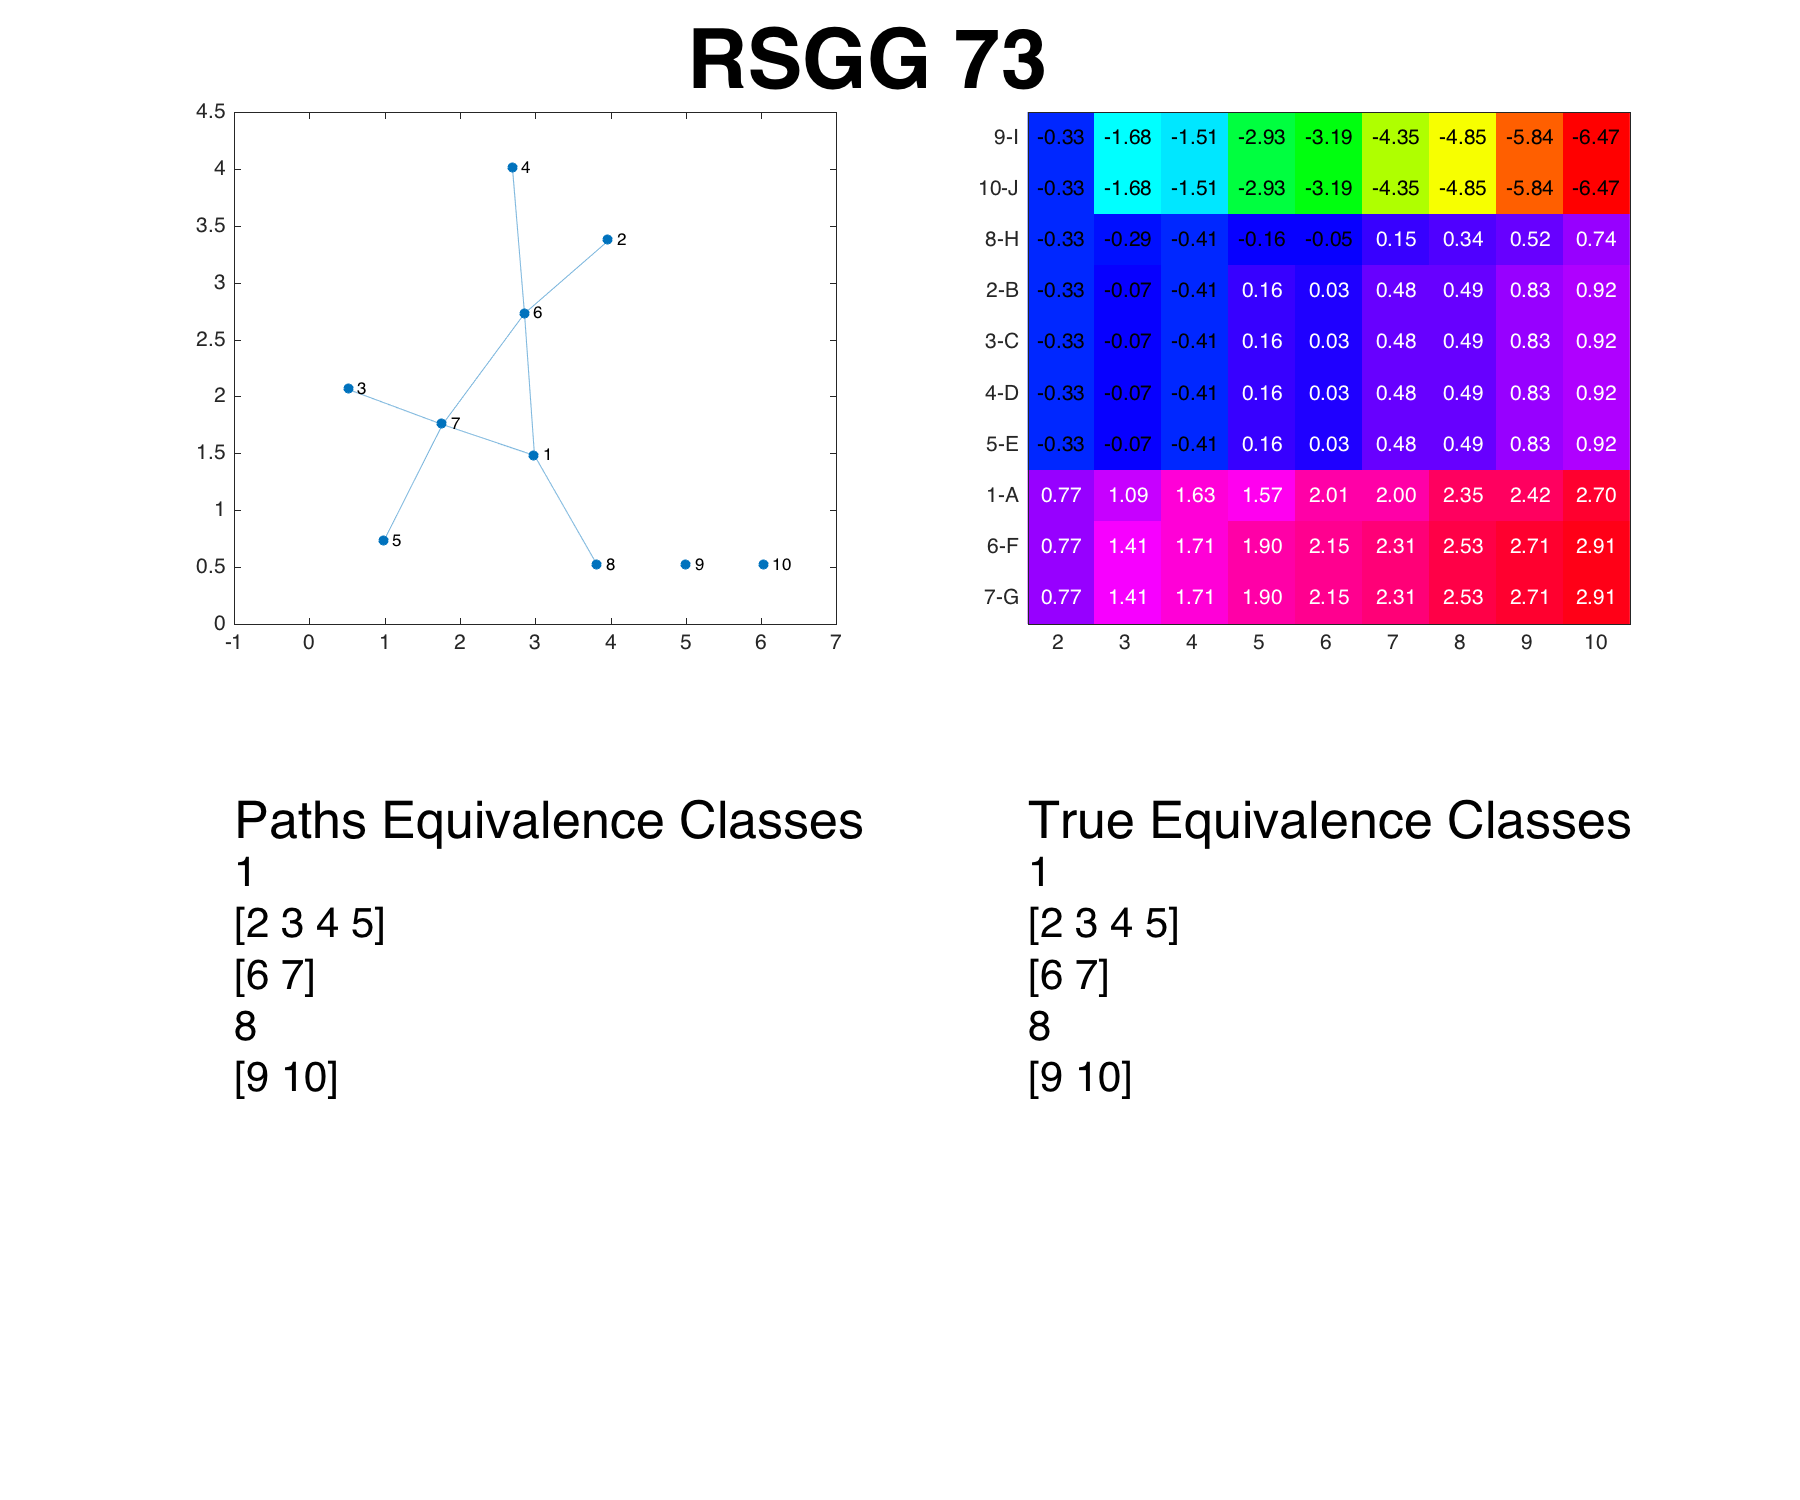 RSGG 73
4.5
4
3.5
3
2.5
2
1.5
1
0.5
0
-1 0 1 2 3 4 5 6 7
4
2
6
3
7
1
5
8 9 10
9-I -0.33 -1.68 -1.51 -2.93 -3.19 -4.35 -4.85 -5.84 -6.47
10-J -0.33 -1.68 -1.51 -2.93 -3.19 -4.35 -4.85 -5.84 -6.47
8-H -0.33 -0.29 -0.41 -0.16 -0.05 0.15 0.34 0.52 0.74
2-B -0.33 -0.07 -0.41 0.16 0.03 0.48 0.49 0.83 0.92
3-C -0.33 -0.07 -0.41 0.16 0.03 0.48 0.49 0.83 0.92
4-D -0.33 -0.07 -0.41 0.16 0.03 0.48 0.49 0.83 0.92
5-E -0.33 -0.07 -0.41 0.16 0.03 0.48 0.49 0.83 0.92
1-A 0.77 1.09 1.63 1.57 2.01 2.00 2.35 2.42 2.70
6-F 0.77 1.41 1.71 1.90 2.15 2.31 2.53 2.71 2.91
7-G 0.77 1.41 1.71 1.90 2.15 2.31 2.53 2.71 2.91
2 3 4 5 6 7 8 9 10
Paths Equivalence Classes
1
[2 3 4 5]
[6 7]
8
[9 10]
True Equivalence Classes
1
[2 3 4 5]
[6 7]
8
[9 10]